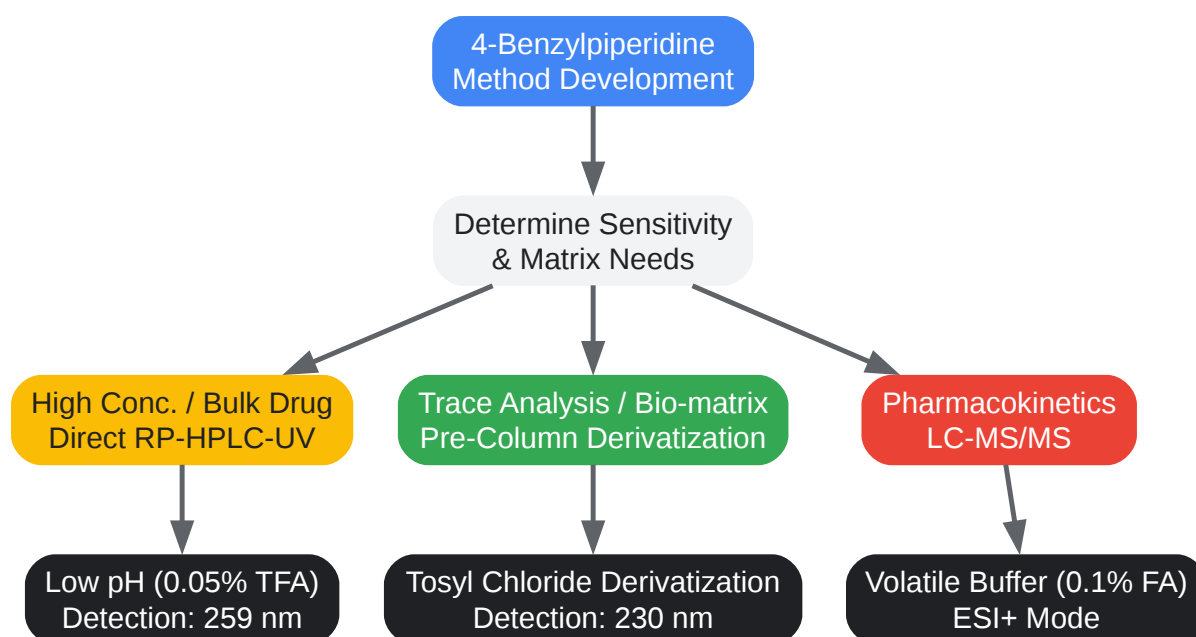 4-Benzylpiperidine
Method Development
Determine Sensitivity
& Matrix Needs
High Conc. / Bulk Drug
Direct RP-HPLC-UV
Trace Analysis / Bio-matrix
Pre-Column Derivatization
Pharmacokinetics
LC-MS/MS
Low pH (0.05% TFA)
Detection: 259 nm
Tosyl Chloride Derivatization
Detection: 230 nm
Volatile Buffer (0.1% FA)
ESI+ Mode